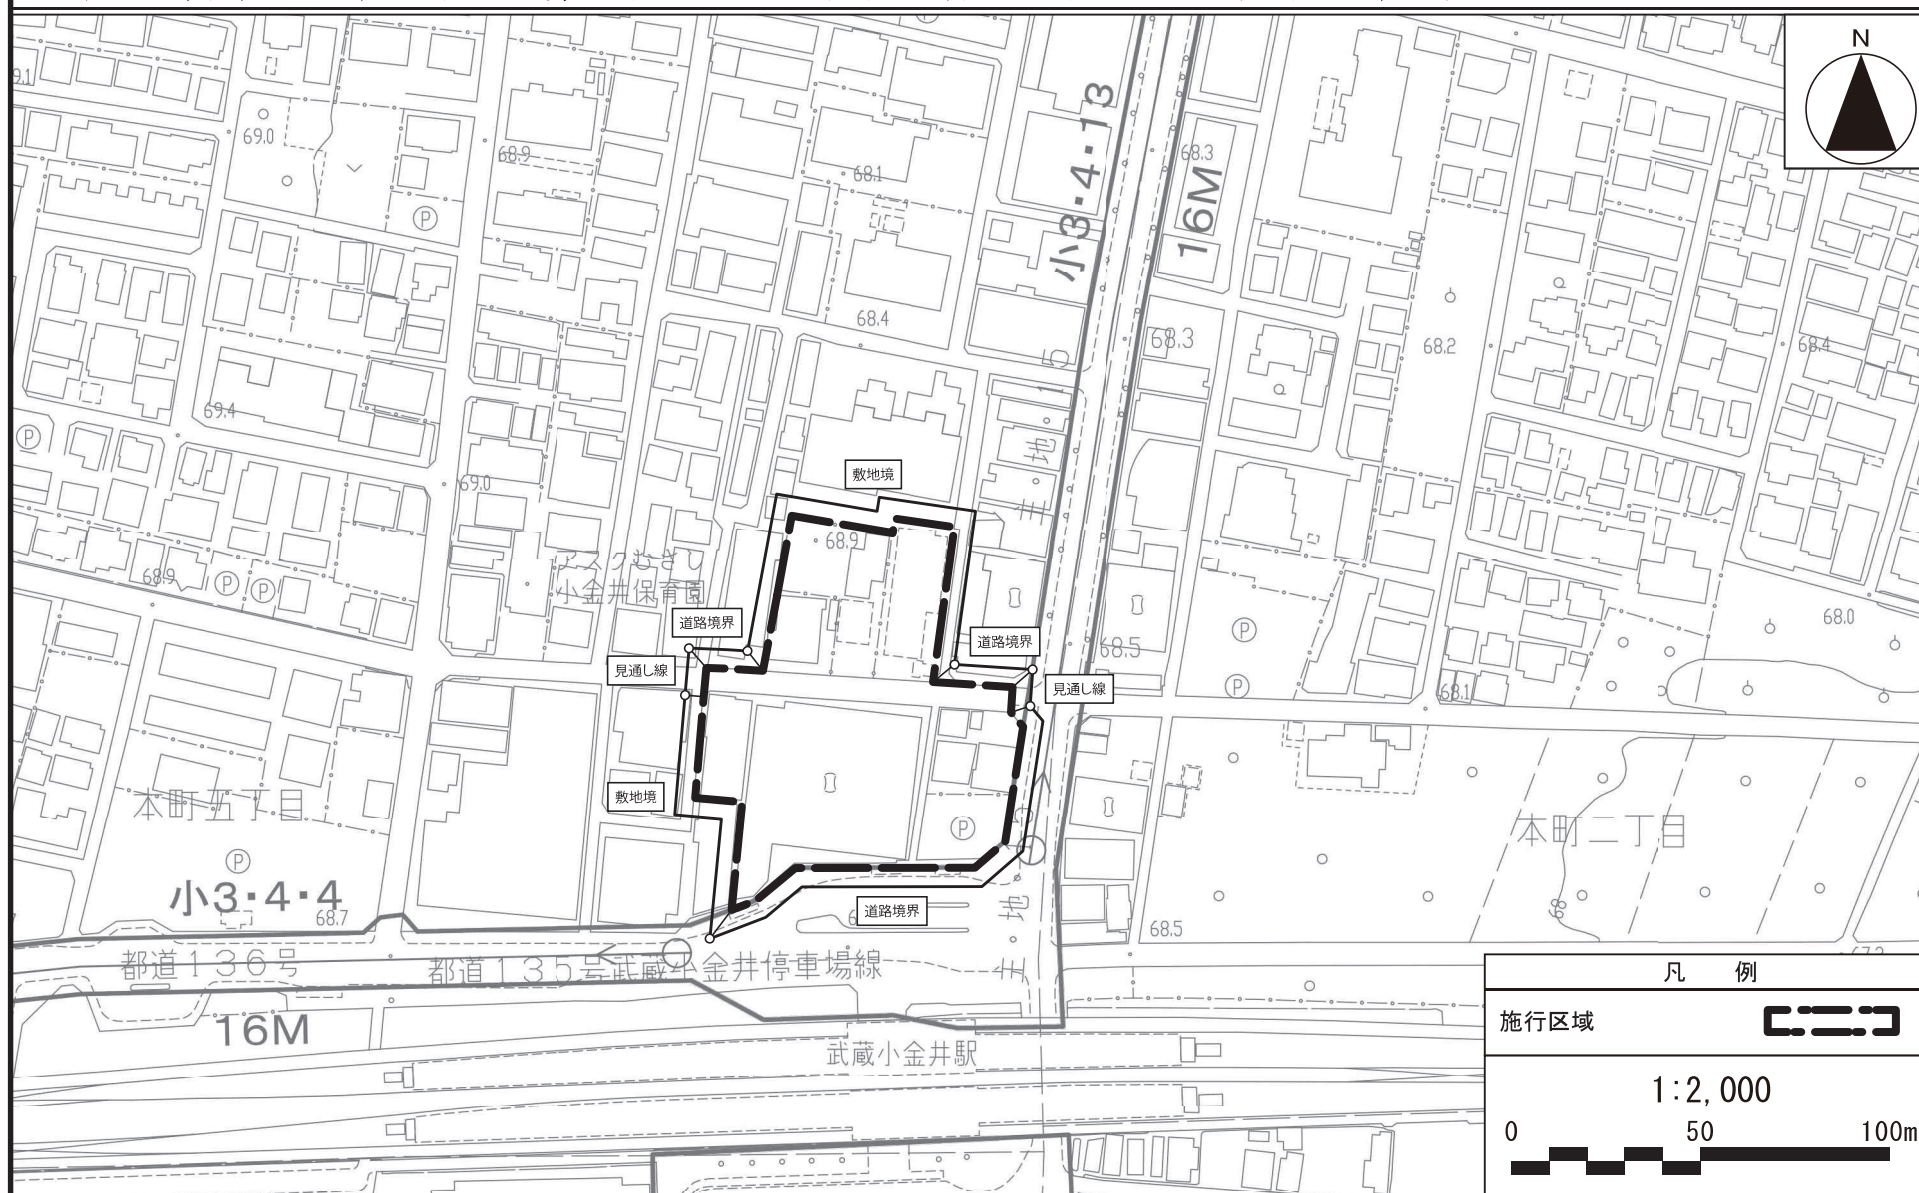 N
小3・4・13
16M
9.1
69.0
68.9
68.1
68.3
68.4
68.3
68.2
68.4
69.4
P
P
69.0
敷地境
68.9
アスクむさし
小金井保育園
68.9
P
P
道路境界
道路境界
見通し線
見通し線
68.5
P
P
68.0
68.1
敷地境
本町五丁目
P
P
本町二丁目
小3・4・4
68.7
道路境界
68.5
都道136号
都道135号武蔵小金井停車場線
16M
武蔵小金井駅
凡例
施行区域
1:2,000
0 50 100m